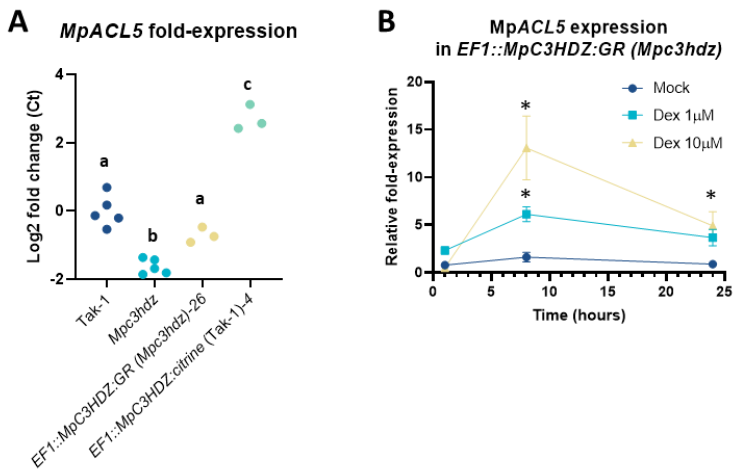 A
MpACL5 fold-expression
Log2 fold change (Ct)
4
2
0
-2
a
b
a
c
Tak-1
Mpc3hdz
EF1::MpC3HDZ:GR (Mpc3hdz)-26
EF1::MpC3HDZ:citrine (Tak-1)-4
B
MpACL5 expression
in EF1::MpC3HDZ:GR (Mpc3hdz)
Relative fold-expression
20
15
10
5
0
*
*
*
Mock
Dex 1μM
Dex 10μM
0 5 10 15 20 25
Time (hours)